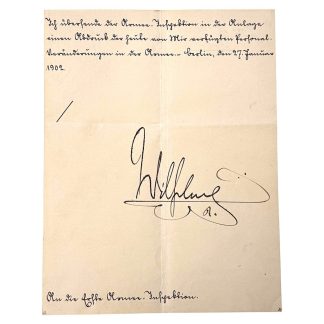 Ich übersende der Armee-Inspektion in der Anlage
einen Abdruck der heute von Mir verfügten Personal-
Veränderungen in der Armee. – Berlin, den 27. Januar
1902.
Wilhelm
R.
An die Erste Armee-Inspektion.